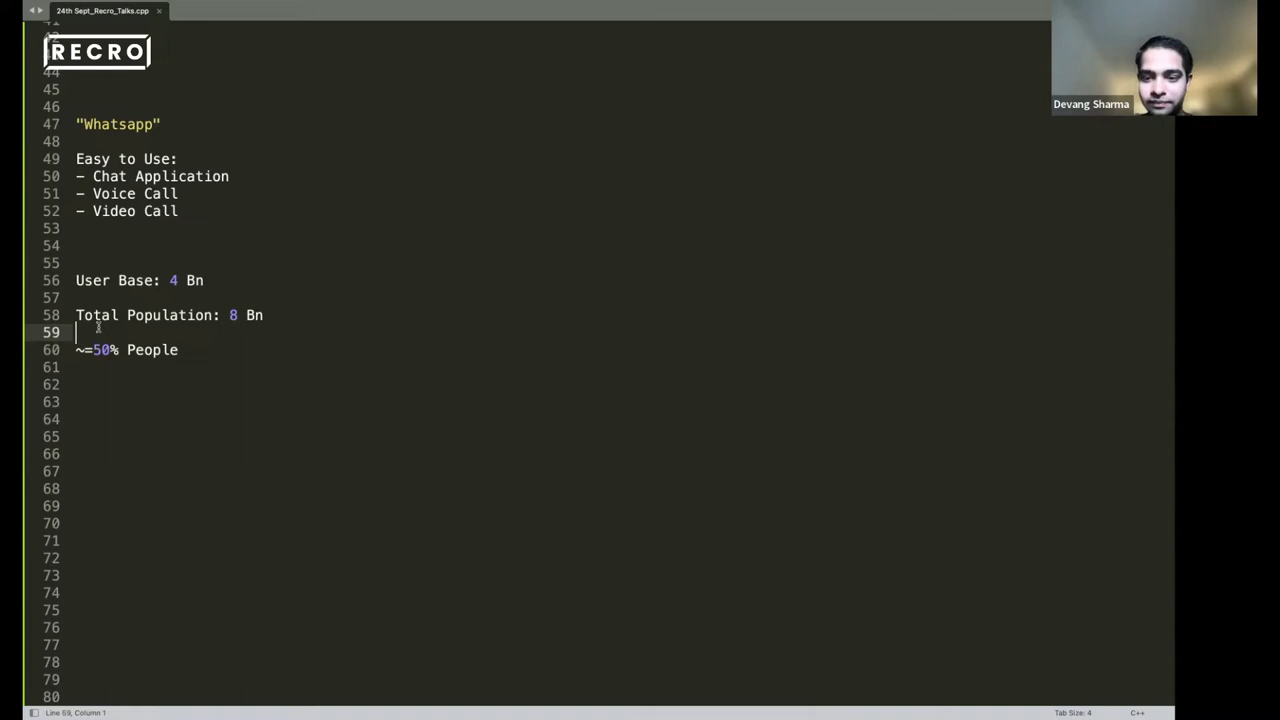 24th Sept_Recro_Talks.cpp ×
41
42
RECRO
44
45
46
47 "Whatsapp"
48
49 Easy to Use:
50 - Chat Application
51 - Voice Call
52 - Video Call
53
54
55
56 User Base: 4 Bn
57
58 Total Population: 8 Bn
59
60 ~=50% People
61
62
63
64
65
66
67
68
69
70
71
72
73
74
75
76
77
78
79
80
Devang Sharma
Line 59, Column 1
Tab Size: 4
C++